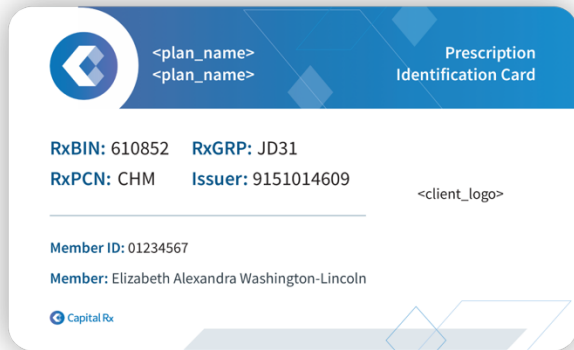 <plan_name>
<plan_name>
Prescription
Identification Card
RxBIN: 610852 RxGRP: JD31
RxPCN: CHM Issuer: 9151014609
<client_logo>
Member ID: 01234567
Member: Elizabeth Alexandra Washington-Lincoln
Capital Rx